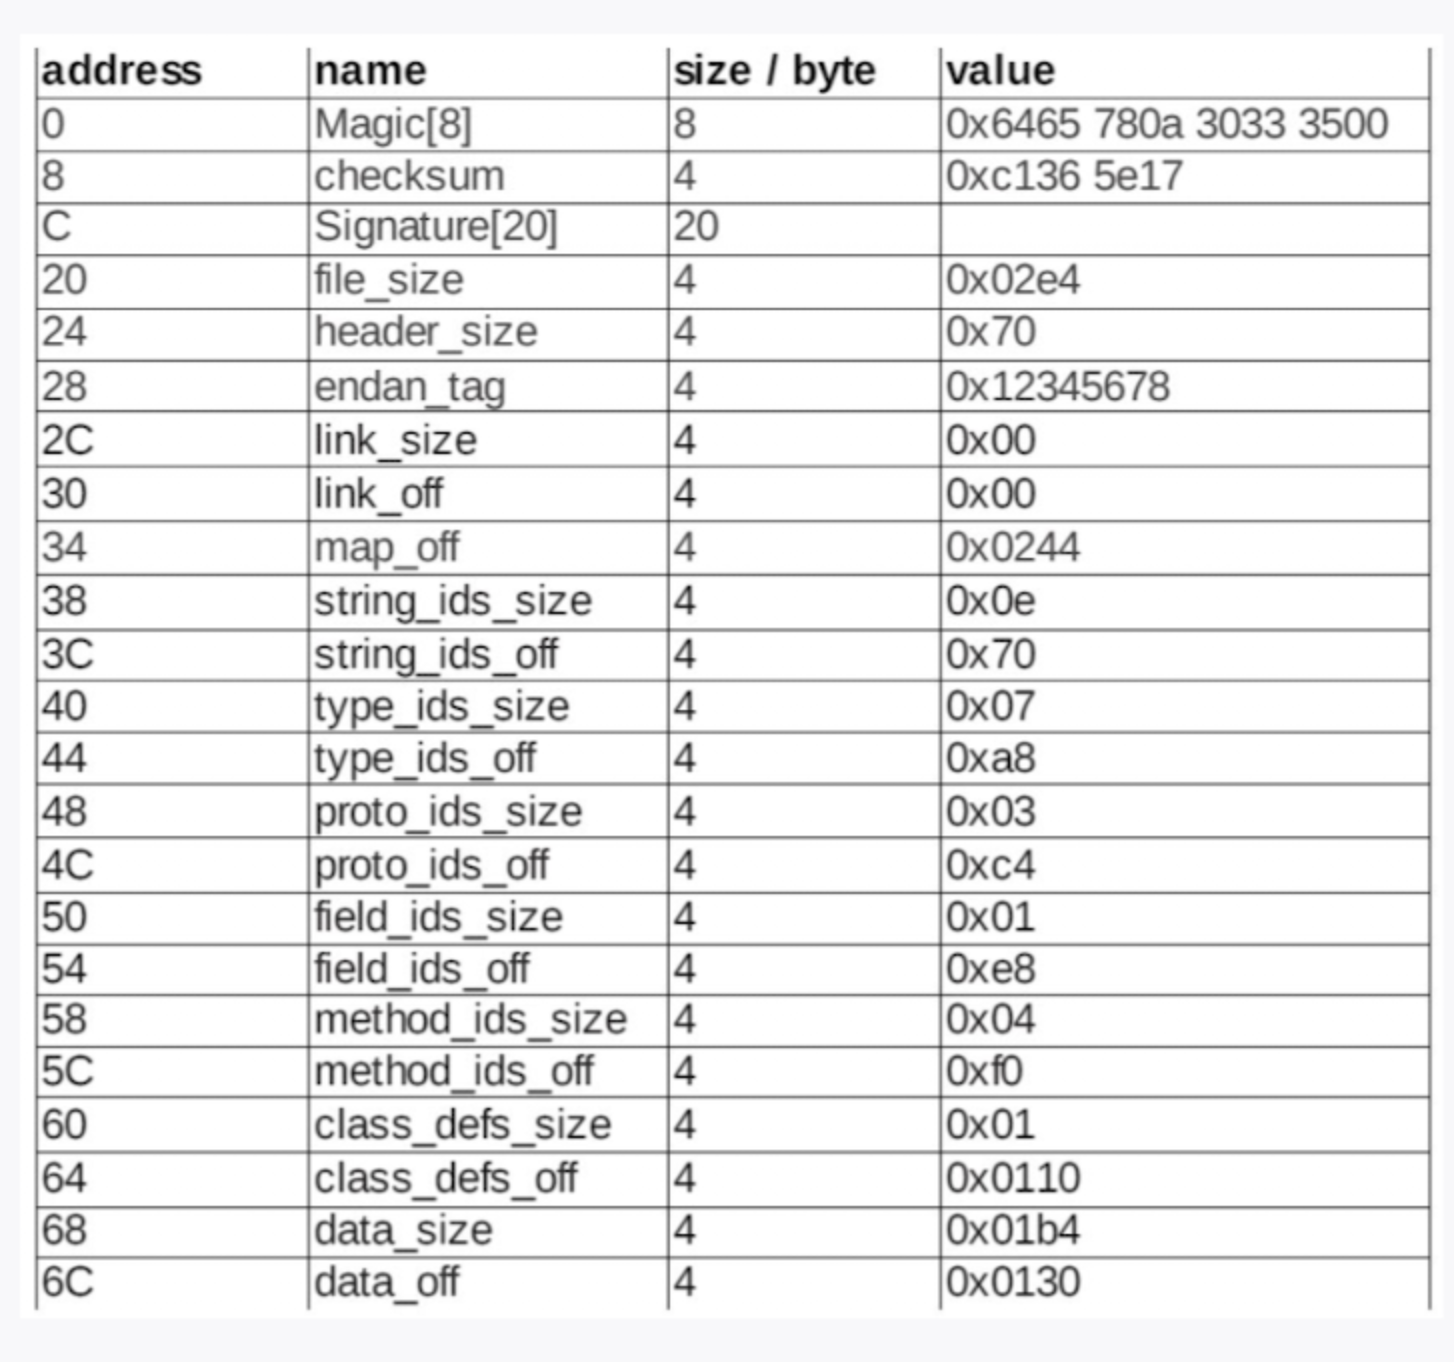 address name size / byte value
0 Magic[8] 8 0x6465 780a 3033 3500
8 checksum 4 0xc136 5e17
C Signature[20] 20
20 file_size 4 0x02e4
24 header_size 4 0x70
28 endan_tag 4 0x12345678
2C link_size 4 0x00
30 link_off 4 0x00
34 map_off 4 0x0244
38 string_ids_size 4 0x0e
3C string_ids_off 4 0x70
40 type_ids_size 4 0x07
44 type_ids_off 4 0xa8
48 proto_ids_size 4 0x03
4C proto_ids_off 4 0xc4
50 field_ids_size 4 0x01
54 field_ids_off 4 0xe8
58 method_ids_size 4 0x04
5C method_ids_off 4 0xf0
60 class_defs_size 4 0x01
64 class_defs_off 4 0x0110
68 data_size 4 0x01b4
6C data_off 4 0x0130